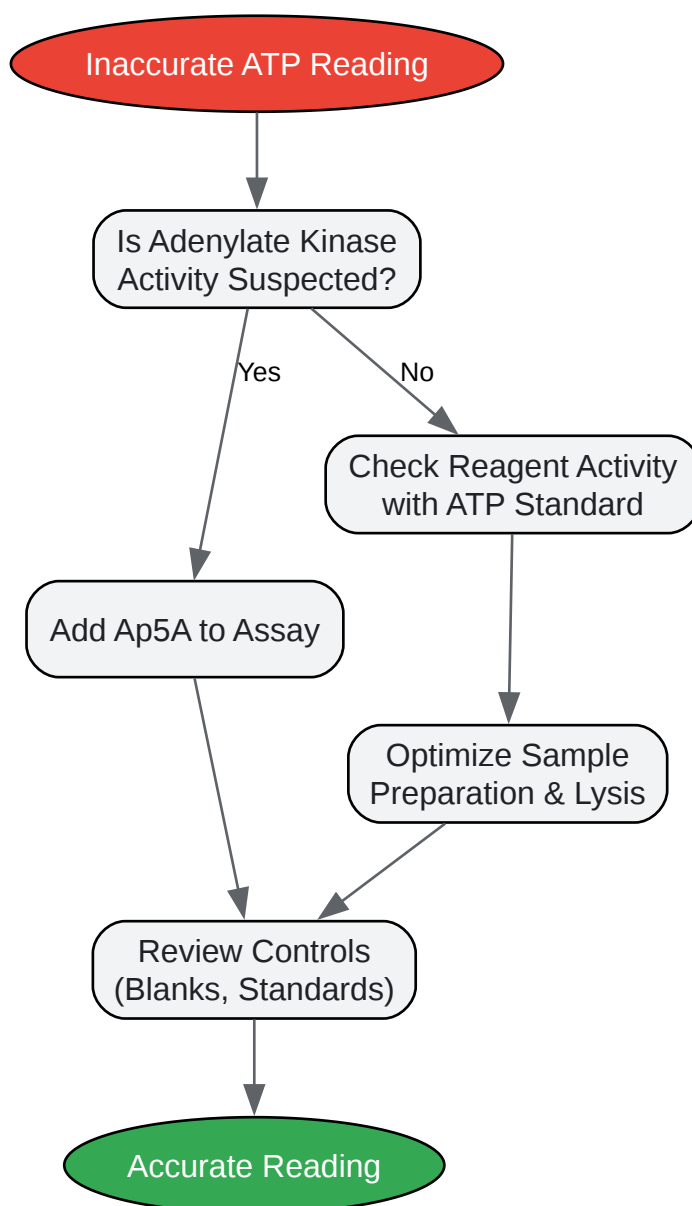 Inaccurate ATP Reading
Is Adenylate Kinase
Activity Suspected?
Yes
No
Check Reagent Activity
with ATP Standard
Add Ap5A to Assay
Optimize Sample
Preparation & Lysis
Review Controls
(Blanks, Standards)
Accurate Reading